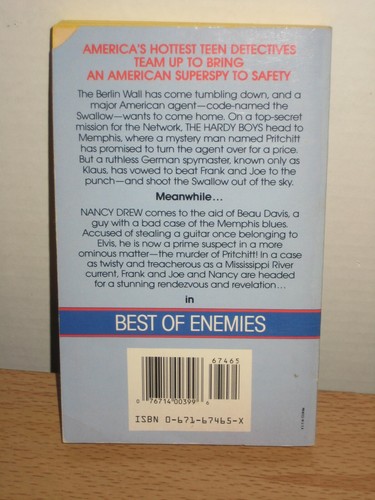 AMERICA'S HOTTEST TEEN DETECTIVES
TEAM UP TO BRING
AN AMERICAN SUPERSPY TO SAFETY
The Berlin Wall has come tumbling down, and a
major American agent—code-named the
Swallow—wants to come home. On a top-secret
mission for the Network, THE HARDY BOYS head to
Memphis, where a mystery man named Pritchitt
has promised to turn the agent over for a price.
But a ruthless German spymaster, known only as
Klaus, has vowed to beat Frank and Joe to the
punch—and shoot the Swallow out of the sky.
Meanwhile...
NANCY DREW comes to the aid of Beau Davis, a
guy with a bad case of the Memphis blues.
Accused of stealing a guitar once belonging to
Elvis, he is now a prime suspect in a more
ominous matter—the murder of Pritchitt! In a case
as twisty and treacherous as a Mississippi River
current, Frank and Joe and Nancy are headed
for a stunning rendezvous and revelation...
in
BEST OF ENEMIES
67465
0 76714 00399 6
ISBN 0-671-67465-X